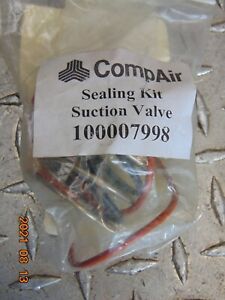 CompAir
Sealing Kit
Suction Valve
100007998
2021 08 13